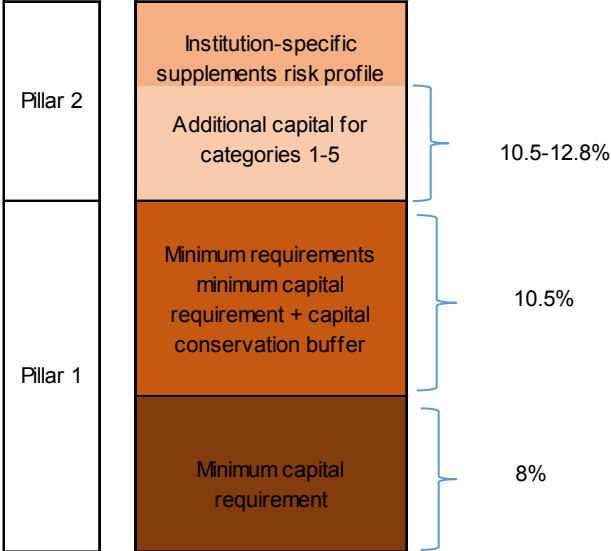 Institution-specific
supplements risk profile
Pillar 2
Additional capital for
categories 1-5
10.5-12.8%
Minimum requirements
minimum capital
requirement + capital
conservation buffer
10.5%
Pillar 1
Minimum capital
requirement
8%